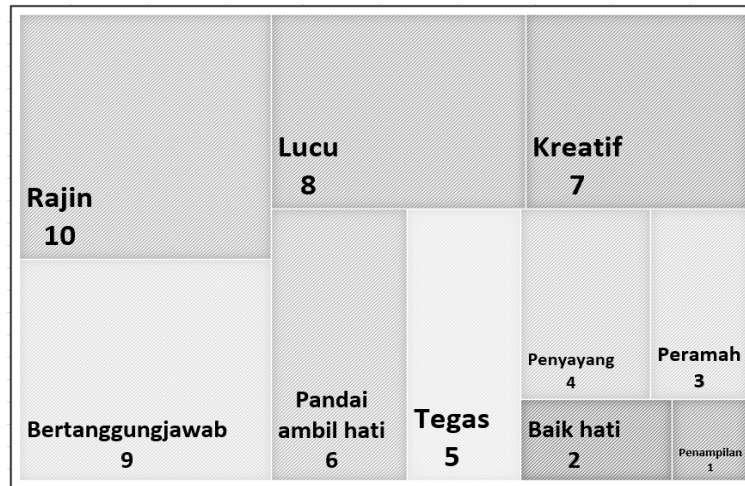 Rajin
10
Lucu
8
Kreatif
7
Bertanggungjawab
9
Pandai
ambil hati
6
Tegas
5
Penyayang
4
Peramah
3
Baik hati
2
Penampilan
1